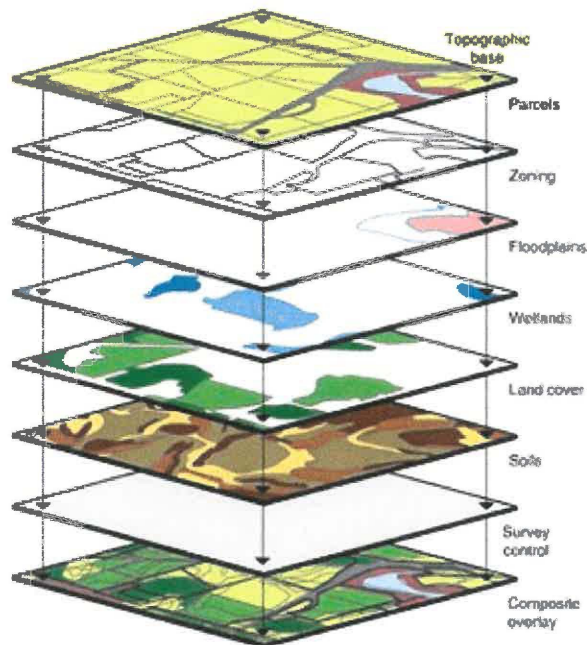 Topographic
base
Parcels
Zoning
Floodplains
Wetlands
Land cover
Soils
Survey
control
Composite
overlay